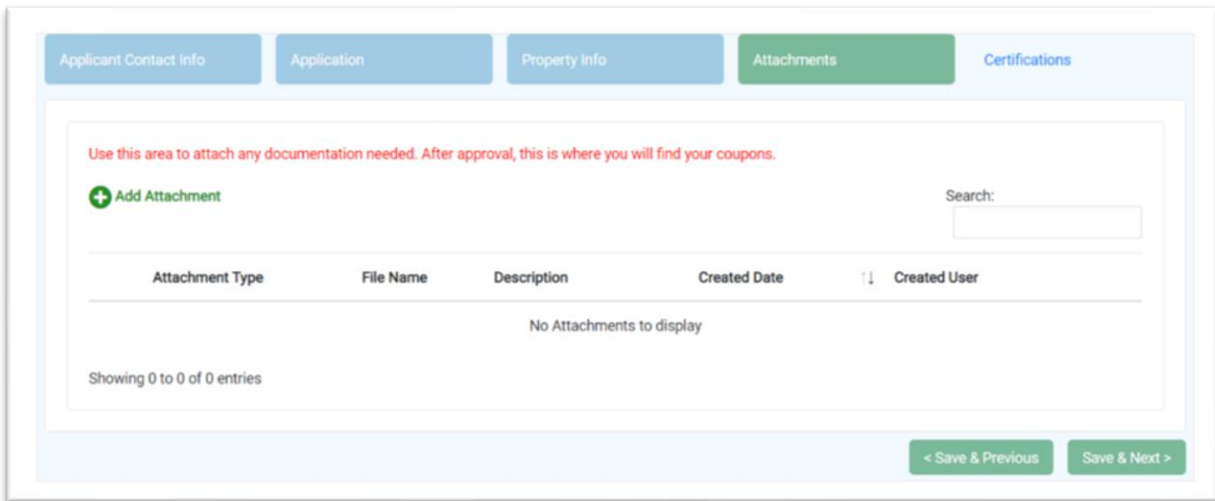 Applicant Contact Info
Application
Property Info
Attachments
Certifications
Use this area to attach any documentation needed. After approval, this is where you will find your coupons.
Add Attachment
Search:
Attachment Type File Name Description Created Date ↑↓ Created User
No Attachments to display
Showing 0 to 0 of 0 entries
< Save & Previous
Save & Next >